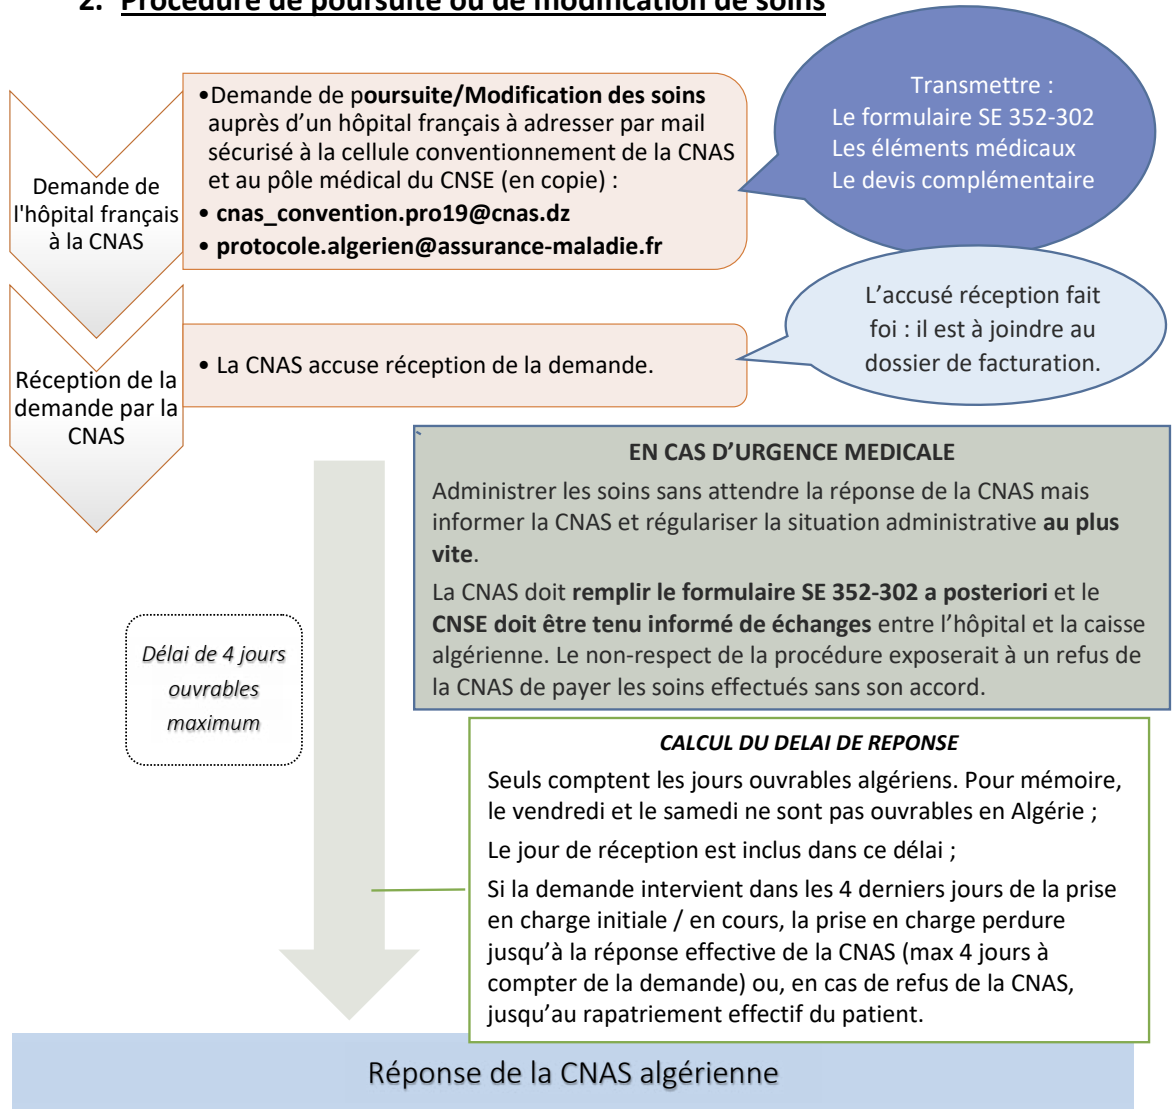 2. Procédure de poursuite ou de modification de soins
Transmettre :
Le formulaire SE 352-302
Les éléments médicaux
Le devis complémentaire
Demande de
l'hôpital français
à la CNAS
•Demande de poursuite/Modification des soins
auprès d’un hôpital français à adresser par mail
sécurisé à la cellule conventionnement de la CNAS
et au pôle médical du CNSE (en copie) :
• cnas_convention.pro19@cnas.dz
• protocole.algerien@assurance-maladie.fr
L’accusé réception fait
foi : il est à joindre au
dossier de facturation.
Réception de la
demande par la
CNAS
• La CNAS accuse réception de la demande.
EN CAS D’URGENCE MEDICALE
Administrer les soins sans attendre la réponse de la CNAS mais
informer la CNAS et régulariser la situation administrative au plus
vite.
La CNAS doit remplir le formulaire SE 352-302 a posteriori et le
CNSE doit être tenu informé de échanges entre l’hôpital et la caisse
algérienne. Le non-respect de la procédure exposerait à un refus de
la CNAS de payer les soins effectués sans son accord.
Délai de 4 jours
ouvrables
maximum
CALCUL DU DELAI DE REPONSE
Seuls comptent les jours ouvrables algériens. Pour mémoire,
le vendredi et le samedi ne sont pas ouvrables en Algérie ;
Le jour de réception est inclus dans ce délai ;
Si la demande intervient dans les 4 derniers jours de la prise
en charge initiale / en cours, la prise en charge perdure
jusqu’à la réponse effective de la CNAS (max 4 jours à
compter de la demande) ou, en cas de refus de la CNAS,
jusqu’au rapatriement effectif du patient.
Réponse de la CNAS algérienne